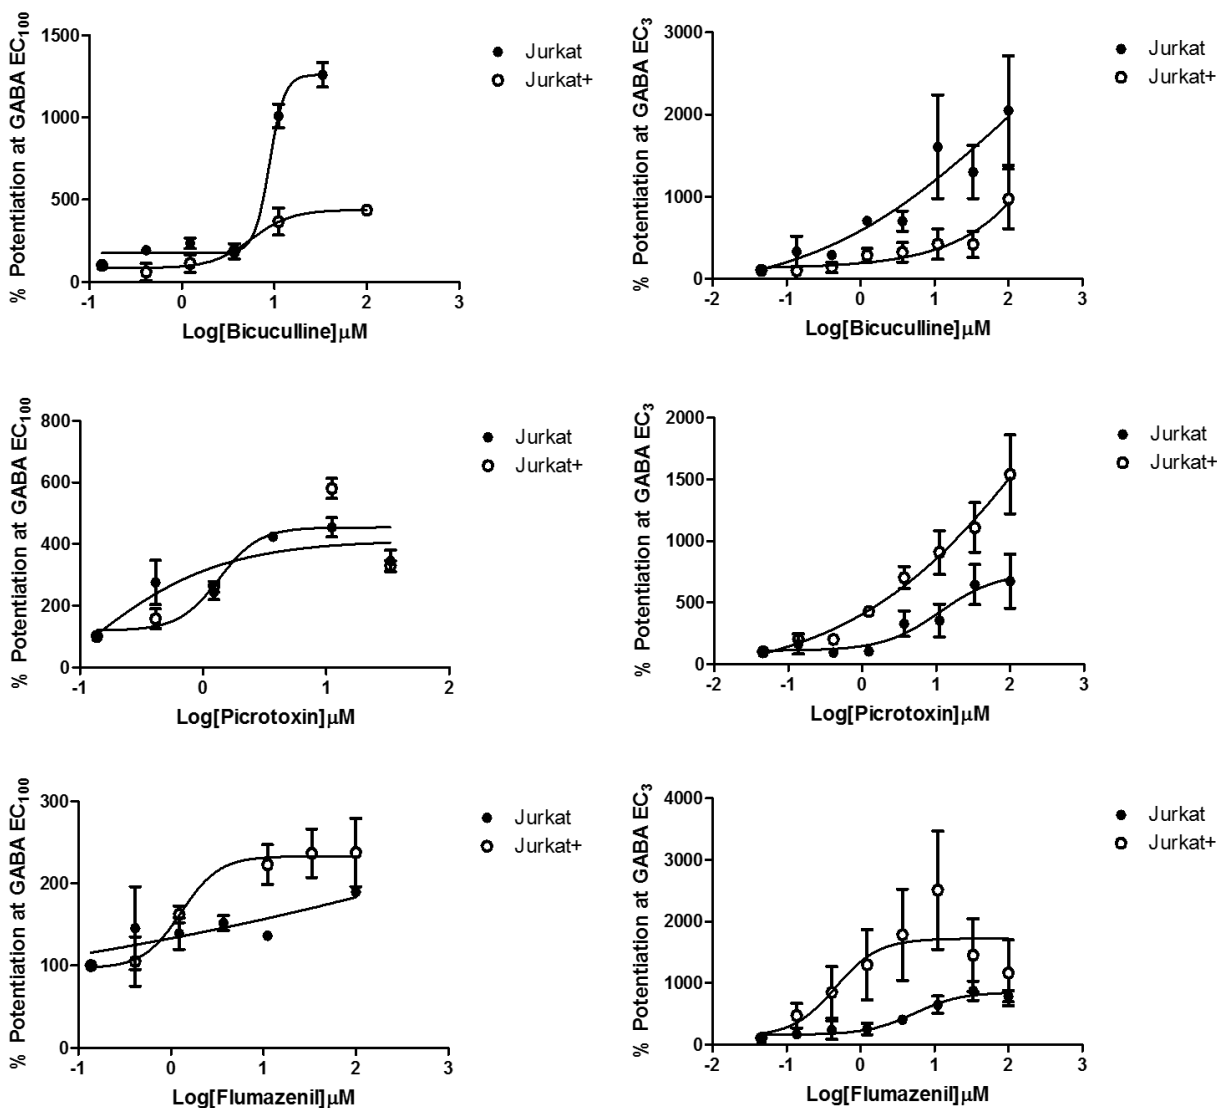 % Potentiation at GABA EC100
1500
1000
500
0
-1 0 1 2 3
Log[Bicuculline]μM
Jurkat
Jurkat+
% Potentiation at GABA EC3
3000
2000
1000
0
-2 -1 0 1 2 3
Log[Bicuculline]μM
Jurkat
Jurkat+
% Potentiation at GABA EC100
800
600
400
200
0
-1 0 1 2
Log[Picrotoxin]μM
Jurkat
Jurkat+
% Potentiation at GABA EC3
2000
1500
1000
500
0
-2 -1 0 1 2 3
Log[Picrotoxin]μM
Jurkat
Jurkat+
% Potentiation at GABA EC100
300
200
100
0
-1 0 1 2 3
Log[Flumazenil]μM
Jurkat
Jurkat+
% Potentiation at GABA EC3
4000
3000
2000
1000
0
-2 -1 0 1 2 3
Log[Flumazenil]μM
Jurkat
Jurkat+